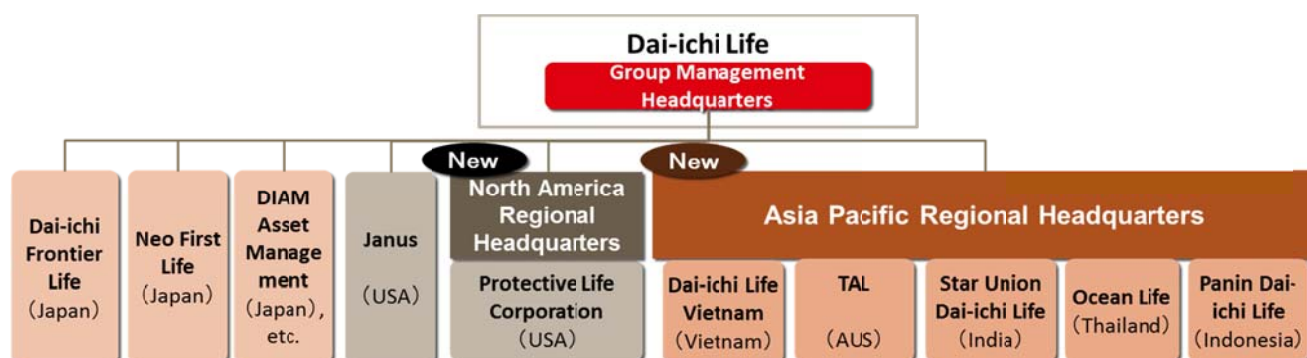 Dai-ichi Life
Group Management
Headquarters
New
New
Dai-ichi
Frontier
Life
(Japan)
Neo First
Life
(Japan)
DIAM
Asset
Manage
ment
(Japan),
etc.
Janus
(USA)
North America
Regional
Headquarters
Protective Life
Corporation
(USA)
Asia Pacific Regional Headquarters
Dai-ichi Life
Vietnam
(Vietnam)
TAL
(AUS)
Star Union
Dai-ichi Life
(India)
Ocean Life
(Thailand)
Panin Dai-
ichi Life
(Indonesia)